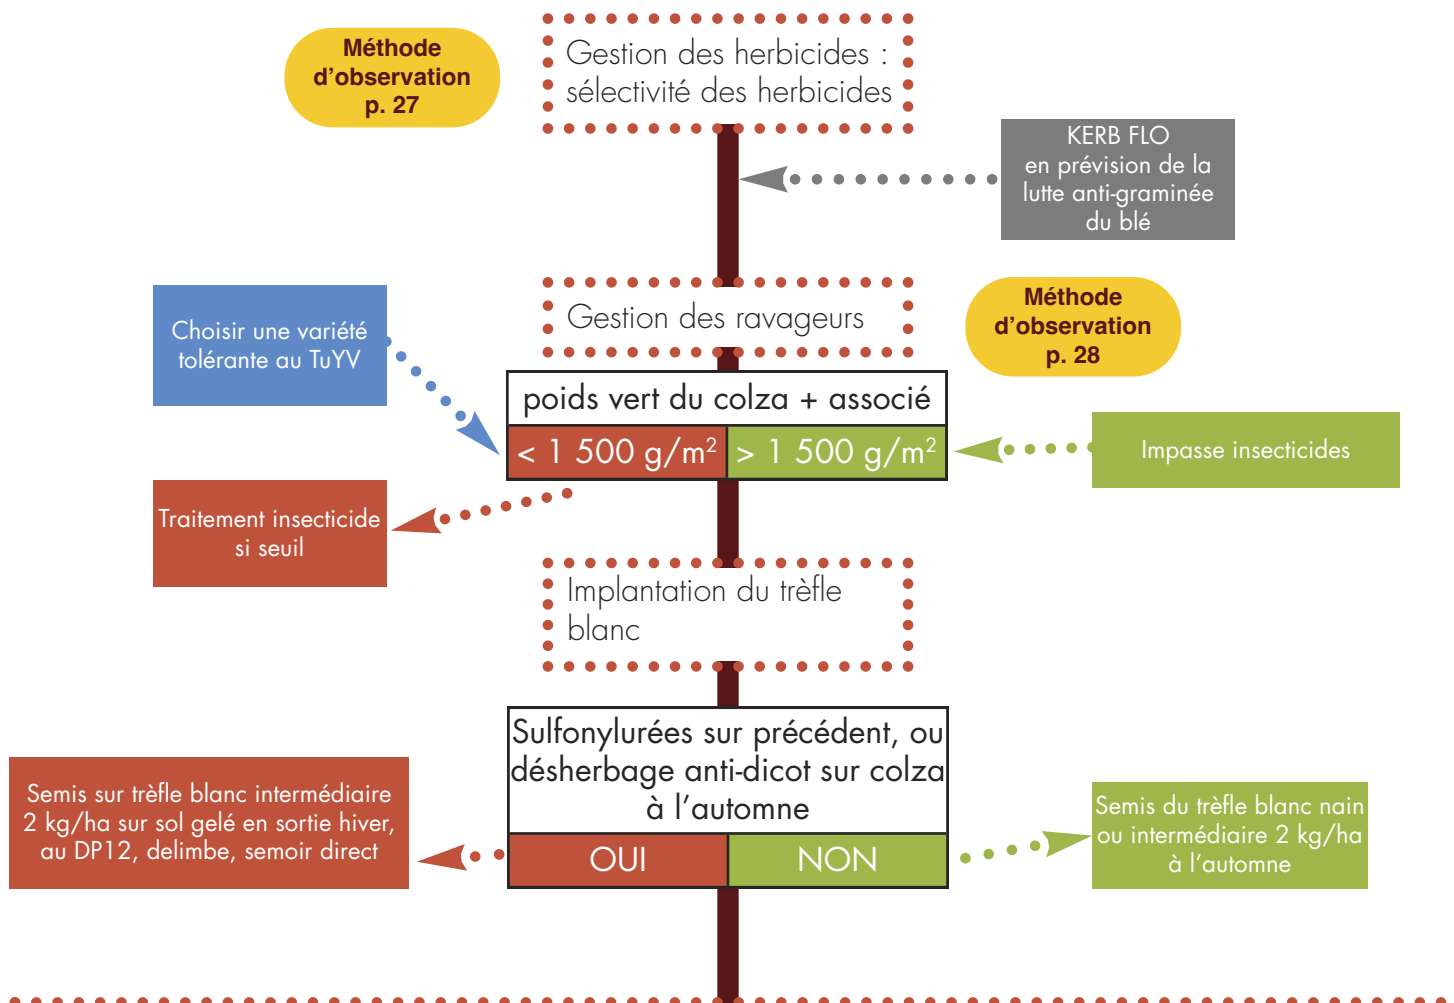 Méthode
d'observation
p. 27
Gestion des herbicides :
sélectivité des herbicides
KERB FLO
en prévision de la
lutte anti-graminée
du blé
Gestion des ravageurs
Méthode
d'observation
p. 28
Choisir une variété
tolérante au TuYV
poids vert du colza + associé
< 1 500 g/m²
> 1 500 g/m²
Impasse insecticides
Traitement insecticide
si seuil
Implantation du trèfle
blanc
Sulfonylurées sur précédent, ou
désherbage anti-dicot sur colza
à l'automne
OUI
NON
Semis sur trèfle blanc intermédiaire
2 kg/ha sur sol gelé en sortie hiver,
au DP12, delimbe, semoir direct
Semis du trèfle blanc nain
ou intermédiaire 2 kg/ha
à l'automne